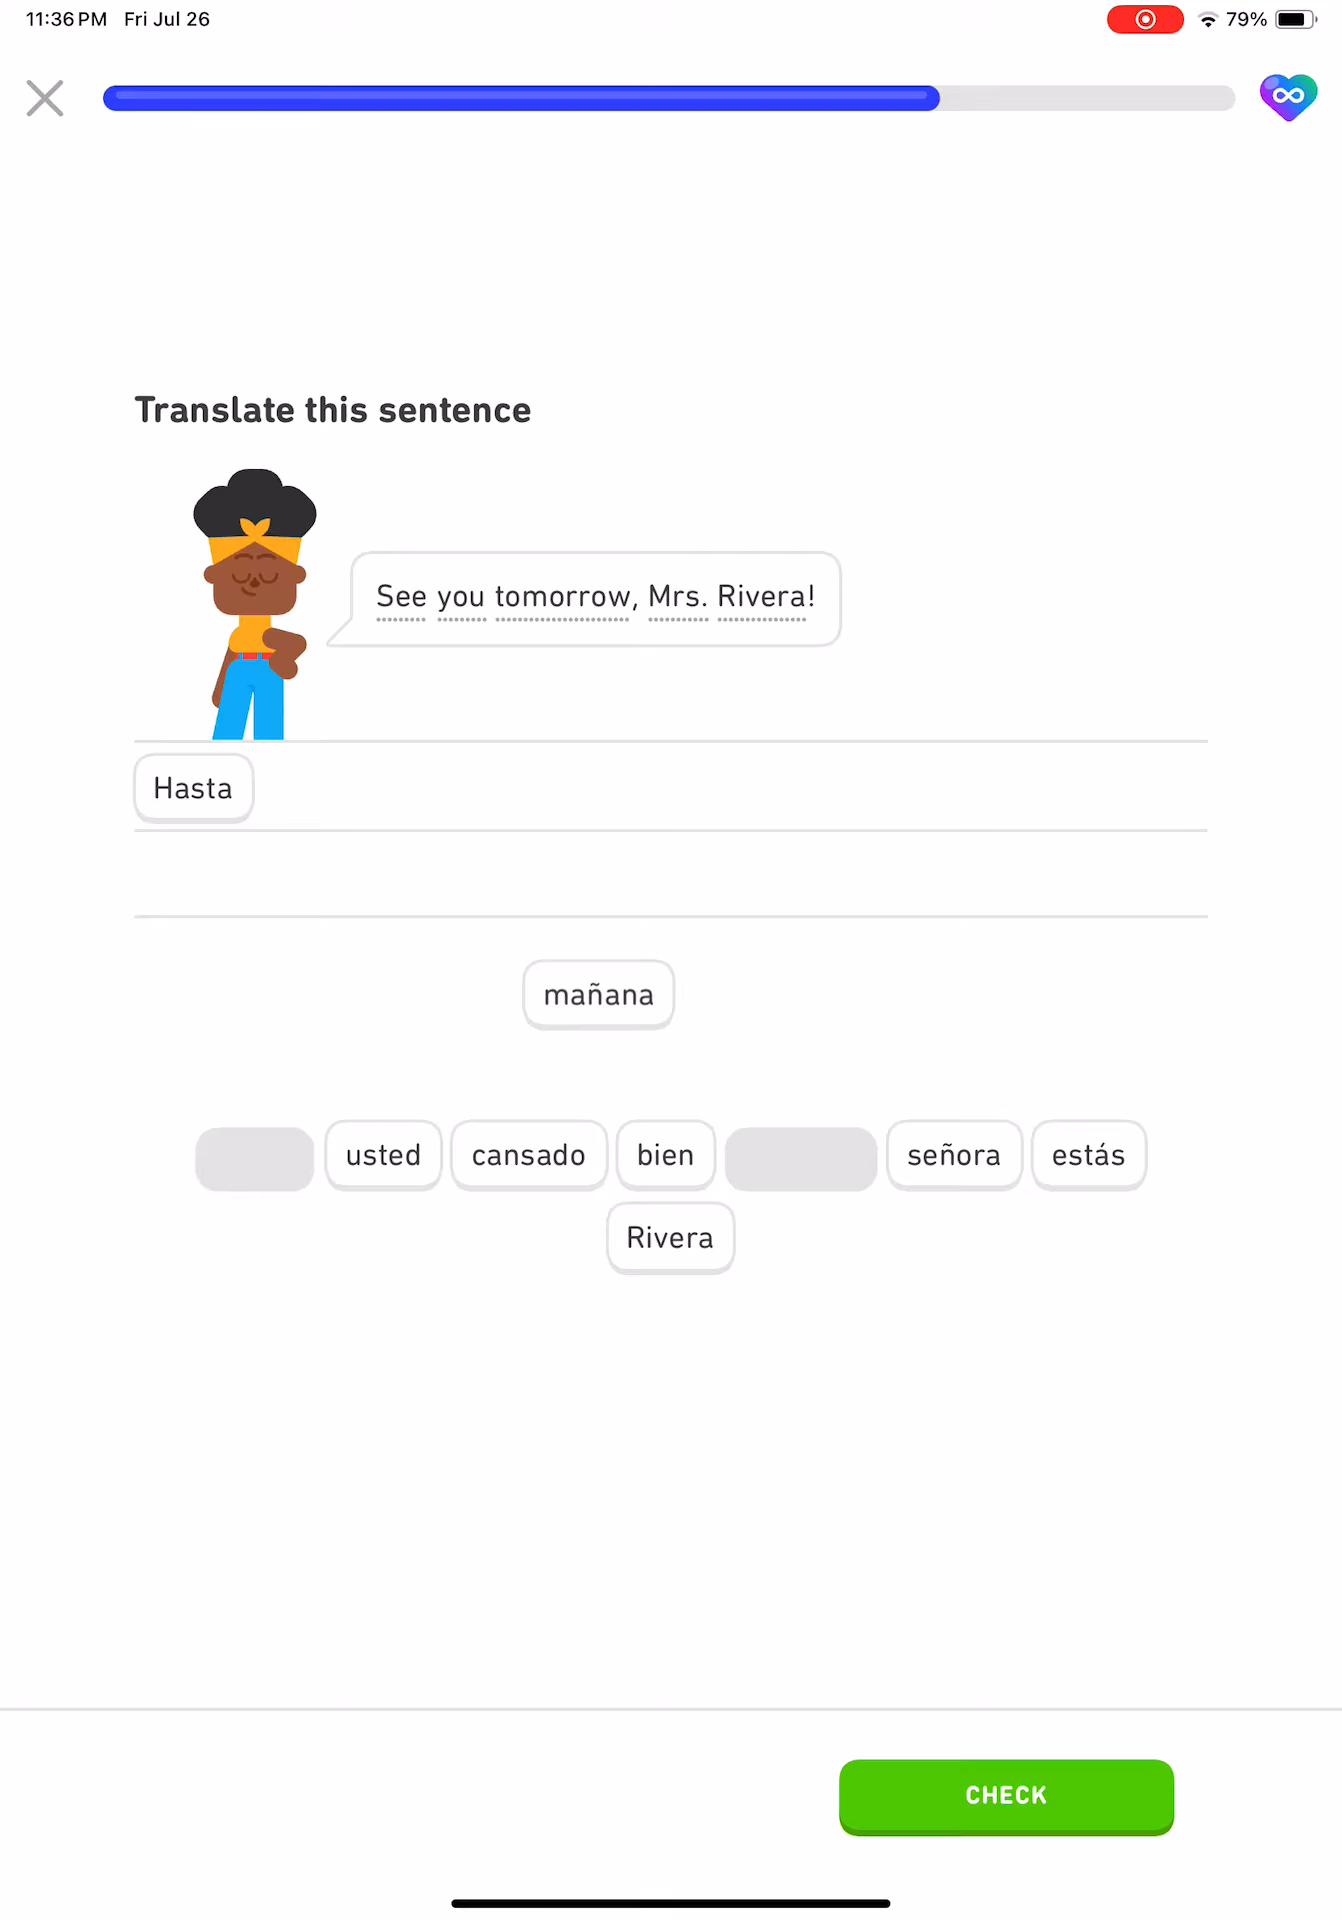 11:36 PM Fri Jul 26 79%
Translate this sentence
See you tomorrow, Mrs. Rivera!
Hasta
mañana
usted cansado bien señora estás
Rivera
CHECK